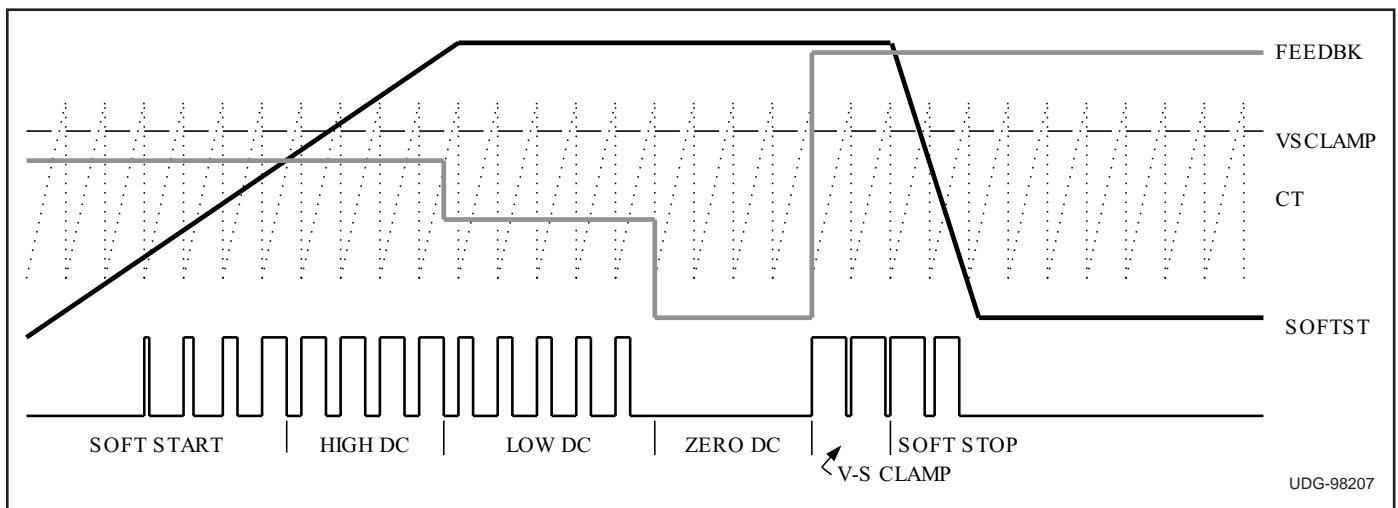 FEEDBK
VSCLAMP
CT
SOFTST
SOFT START
HIGH DC
LOW DC
ZERO DC
SOFT STOP
V-S CLAMP
UDG-98207